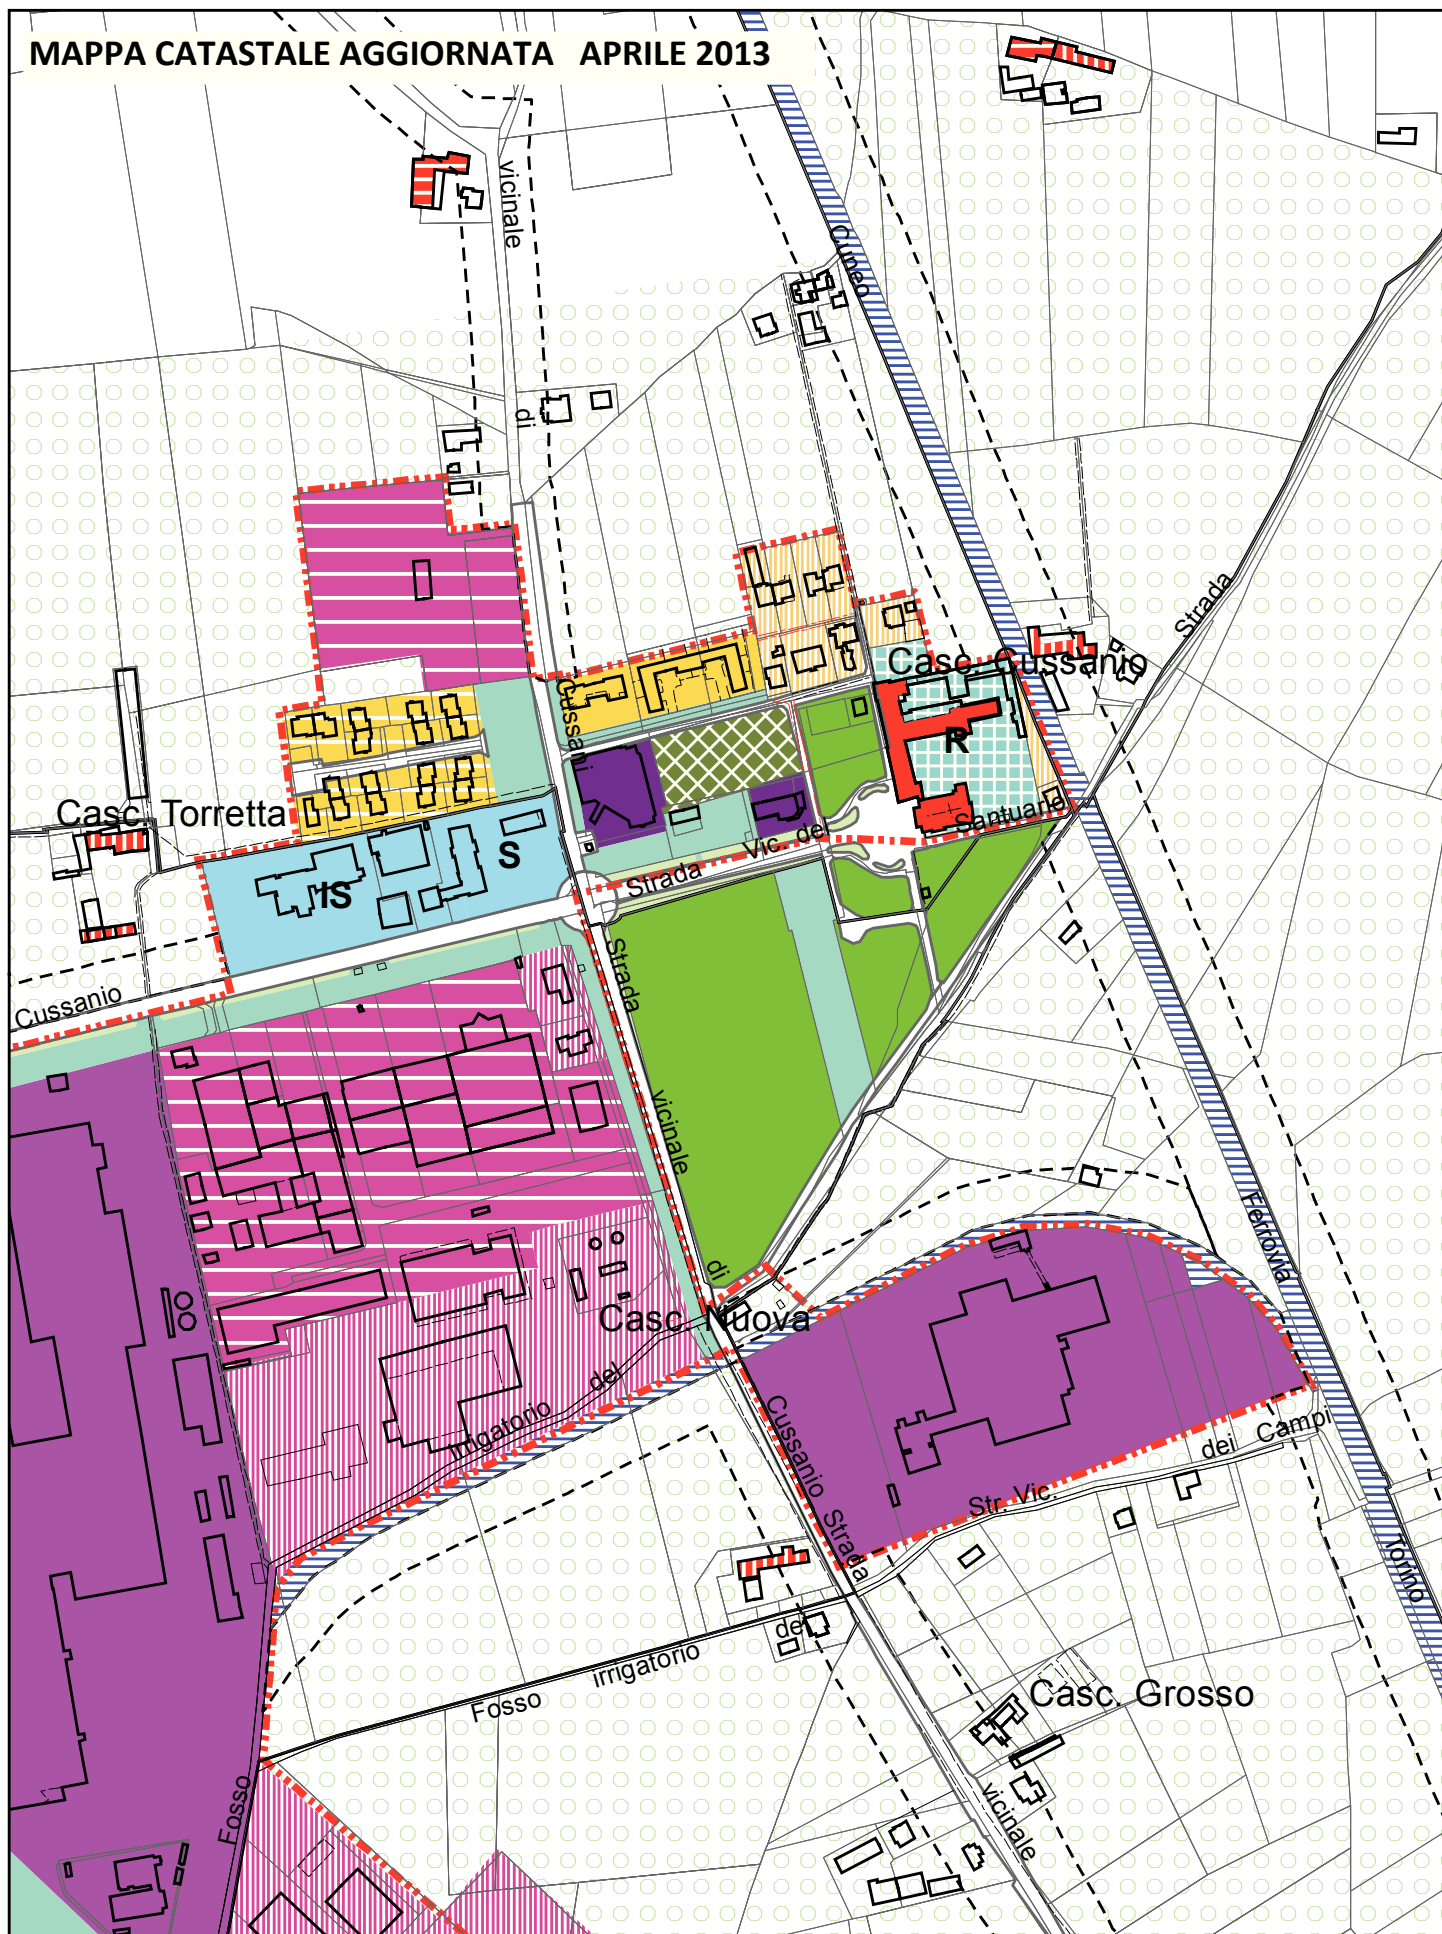 MAPPA CATASTALE AGGIORNATA   APRILE 2013
vicinale
Cuneo
di
Strada
Casc. Cussanio
Cussani
R
Casc. Torretta
Santuario
Vic. del
S
Strada
IS
Strada
Cussanio
vicinale
Ferrovia
di
Casc. Nuova
del
irrigatorio
Cussanio
Campi
dei
Str. Vic.
Strada
Torino
de
irrigatorio
Fosso
Casc. Grosso
Fosso
vicinale